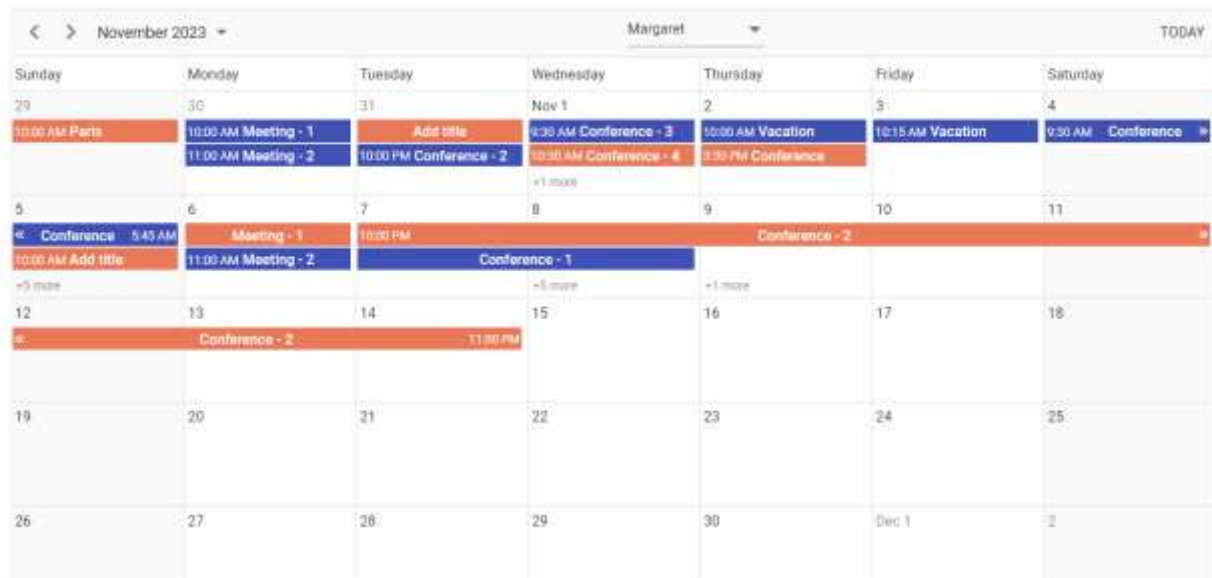 November 2023 Margaret TODAY
Sunday Monday Tuesday Wednesday Thursday Friday Saturday
29 30 31 Nov 1 2 3 4
10:00 AM Paris 10:00 AM Meeting - 1 Add title 9:30 AM Conference - 3 10:00 AM Vacation 10:15 AM Vacation 9:30 AM Conference »
11:00 AM Meeting - 2 10:00 PM Conference - 2 10:30 AM Conference - 4 3:30 PM Conference
+1 more
5 6 7 8 9 10 11
« Conference 5:45 AM Meeting - 1 10:00 PM Conference - 2 »
10:00 AM Add title 11:00 AM Meeting - 2 Conference - 1
+5 more +5 more +1 more
12 13 14 15 16 17 18
« Conference - 2 11:00 PM
19 20 21 22 23 24 25
26 27 28 29 30 Dec 1 2